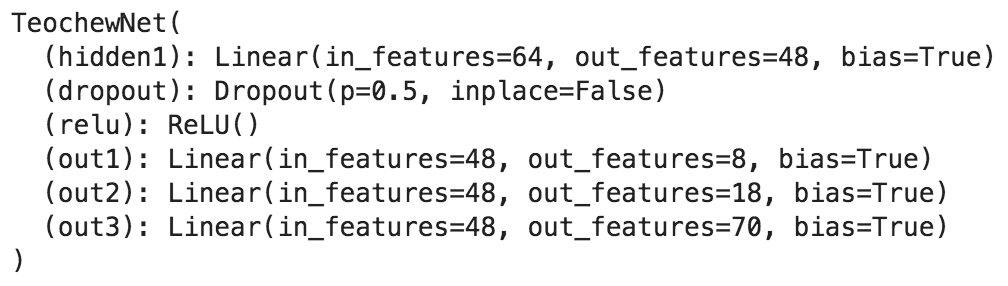 TeochewNet(
  (hidden1): Linear(in_features=64, out_features=48, bias=True)
  (dropout): Dropout(p=0.5, inplace=False)
  (relu): ReLU()
  (out1): Linear(in_features=48, out_features=8, bias=True)
  (out2): Linear(in_features=48, out_features=18, bias=True)
  (out3): Linear(in_features=48, out_features=70, bias=True)
)